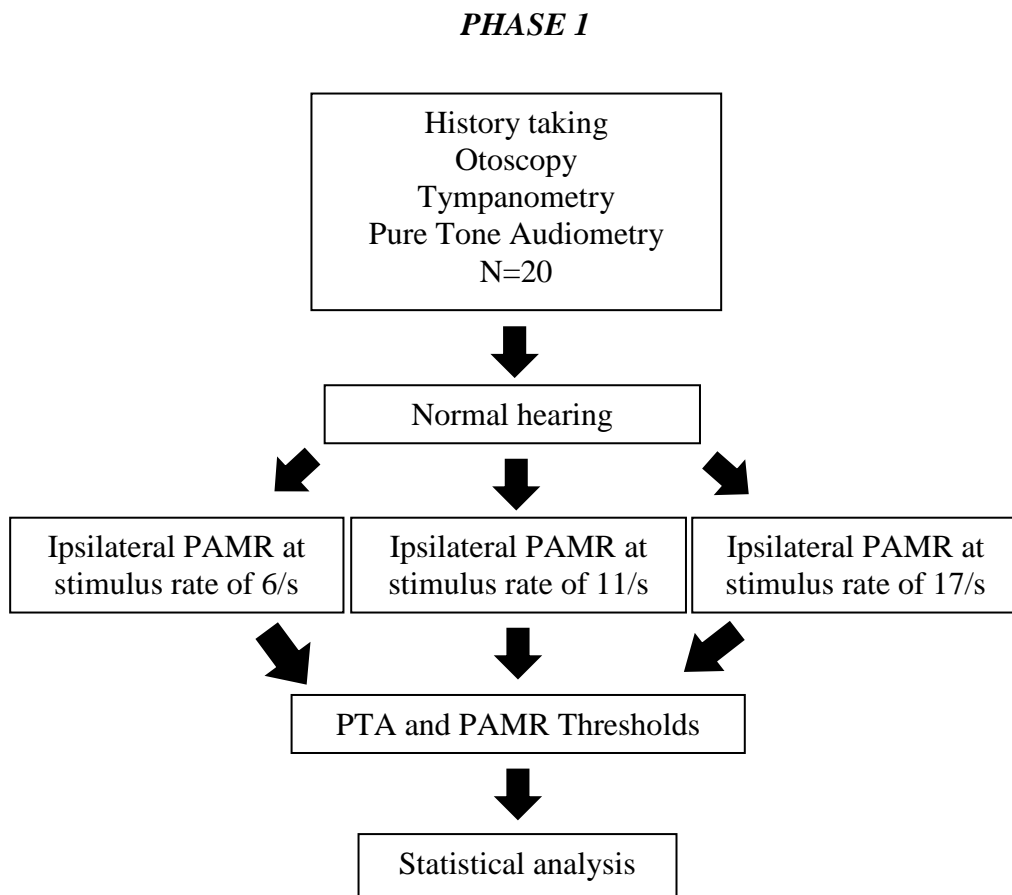 PHASE 1
History taking
Otoscopy
Tympanometry
Pure Tone Audiometry
N=20
Normal hearing
Ipsilateral PAMR at
stimulus rate of 6/s
Ipsilateral PAMR at
stimulus rate of 11/s
Ipsilateral PAMR at
stimulus rate of 17/s
PTA and PAMR Thresholds
Statistical analysis